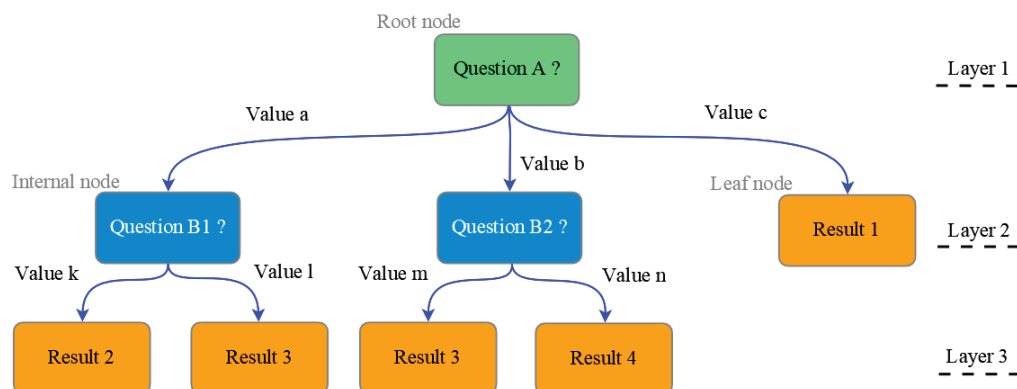 Root node
Question A ?
Layer 1
Value a
Value c
Value b
Internal node
Leaf node
Question B1 ?
Question B2 ?
Result 1
Layer 2
Value k
Value l
Value m
Value n
Result 2
Result 3
Result 3
Result 4
Layer 3